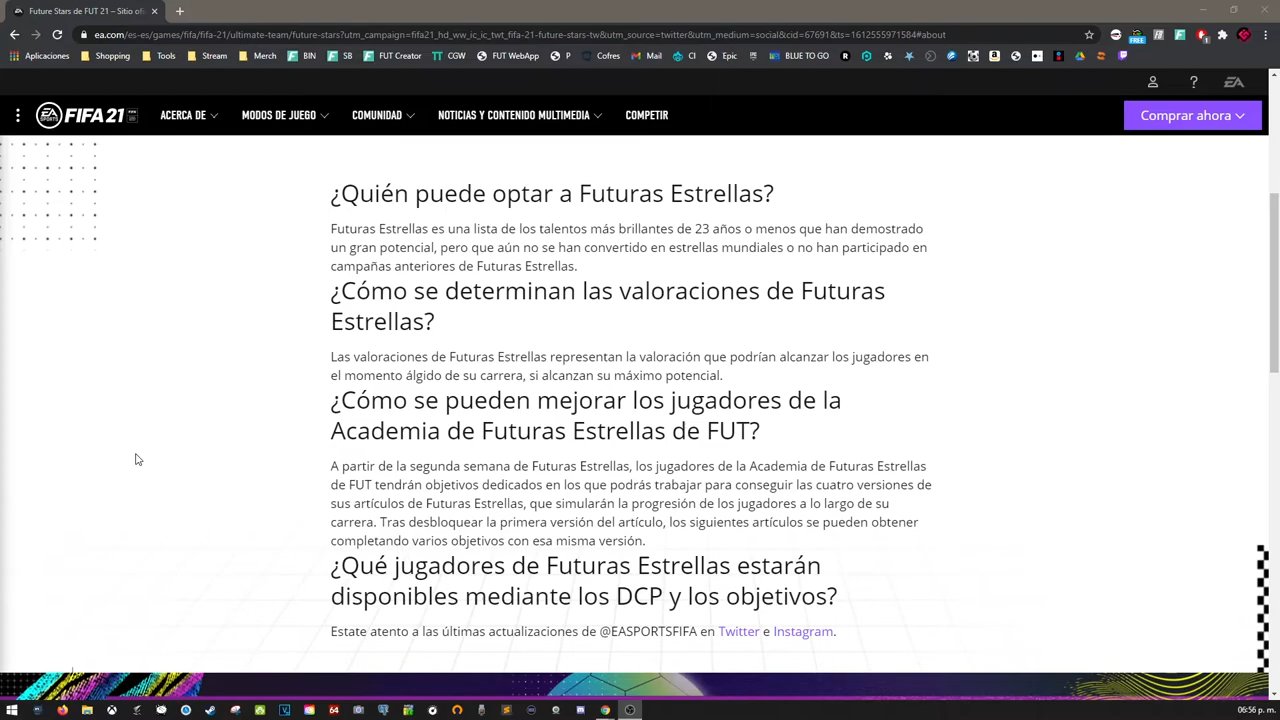 Future Stars de FUT 21 – Sitio ofi
ea.com/es-es/games/fifa/fifa-21/ultimate-team/future-stars?utm_campaign=fifa21_hd_ww_ic_ic_twt_fifa-21-future-stars-tw&utm_source=twitter&utm_medium=social&cid=67691&ts=1612555971584#about
FREE
1
Aplicaciones Shopping Tools Stream Merch FB SB FUT Creator TGW FUT WebApp P Cofres Mail CI Epic BLUE TO GO
EA SPORTS FIFA 21 ACERCA DE MODOS DE JUEGO COMUNIDAD NOTICIAS Y CONTENIDO MULTIMEDIA COMPETIR Comprar ahora
¿Quién puede optar a Futuras Estrellas?
Futuras Estrellas es una lista de los talentos más brillantes de 23 años o menos que han demostrado
un gran potencial, pero que aún no se han convertido en estrellas mundiales o no han participado en
campañas anteriores de Futuras Estrellas.
¿Cómo se determinan las valoraciones de Futuras
Estrellas?
Las valoraciones de Futuras Estrellas representan la valoración que podrían alcanzar los jugadores en
el momento álgido de su carrera, si alcanzan su máximo potencial.
¿Cómo se pueden mejorar los jugadores de la
Academia de Futuras Estrellas de FUT?
A partir de la segunda semana de Futuras Estrellas, los jugadores de la Academia de Futuras Estrellas
de FUT tendrán objetivos dedicados en los que podrás trabajar para conseguir las cuatro versiones de
sus artículos de Futuras Estrellas, que simularán la progresión de los jugadores a lo largo de su
carrera. Tras desbloquear la primera versión del artículo, los siguientes artículos se pueden obtener
completando varios objetivos con esa misma versión.
¿Qué jugadores de Futuras Estrellas estarán
disponibles mediante los DCP y los objetivos?
Estate atento a las últimas actualizaciones de @EASPORTSFIFA en Twitter e Instagram.
06:56 p. m.